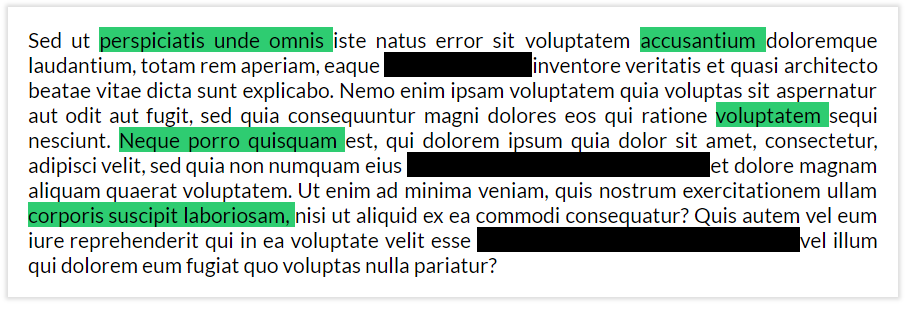 Sed ut perspiciatis unde omnis iste natus error sit voluptatem accusantium doloremque
laudantium, totam rem aperiam, eaque inventore veritatis et quasi architecto
beatae vitae dicta sunt explicabo. Nemo enim ipsam voluptatem quia voluptas sit aspernatur
aut odit aut fugit, sed quia consequuntur magni dolores eos qui ratione voluptatem sequi
nesciunt. Neque porro quisquam est, qui dolorem ipsum quia dolor sit amet, consectetur,
adipisci velit, sed quia non numquam eius et dolore magnam
aliquam quaerat voluptatem. Ut enim ad minima veniam, quis nostrum exercitationem ullam
corporis suscipit laboriosam, nisi ut aliquid ex ea commodi consequatur? Quis autem vel eum
iure reprehenderit qui in ea voluptate velit esse vel illum
qui dolorem eum fugiat quo voluptas nulla pariatur?